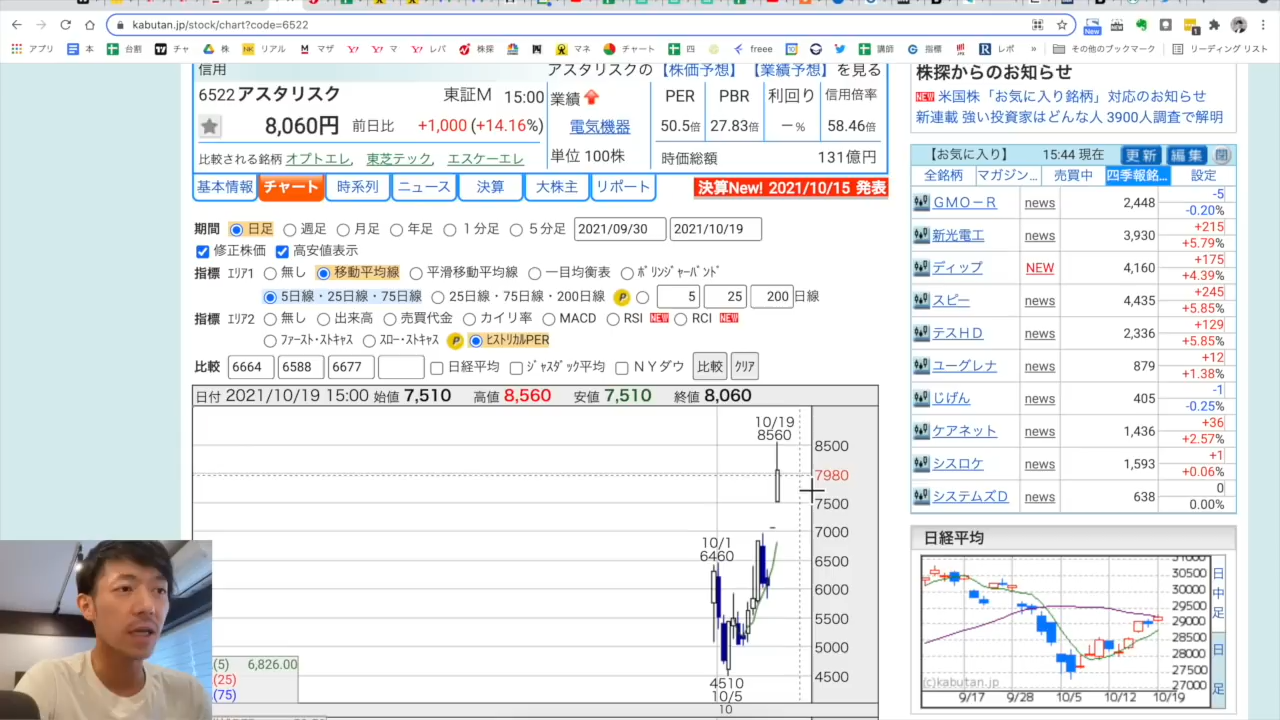 kabutan.jp/stock/chart?code=6522
アプリ 本 台割 チャ 株 リアル マザ レバ 株探 マネ チャート 四 freee 講師 指標 レポ » その他のブックマーク リーディング リスト
信用
アスタリスクの 【株価予想】 【業績予想】 を見る
6522 アスタリスク 東証M 15:00
8,060円 前日比 +1,000 (+14.16%)
比較される銘柄 オプトエレ, 東芝テック, エスケーエレ
業績
電気機器
単位 100株
PER PBR 利回り 信用倍率
50.5倍 27.83倍 －% 58.46倍
時価総額 131億円
基本情報 チャート 時系列 ニュース 決算 大株主 リポート 決算New! 2021/10/15 発表
期間 日足 週足 月足 年足 1分足 5分足 2021/09/30 2021/10/19
修正株価 高安値表示
指標 ｴﾘｱ1 無し 移動平均線 平滑移動平均線 一目均衡表 ﾎﾞﾘﾝｼﾞｬｰﾊﾞﾝﾄﾞ
5日線・25日線・75日線 25日線・75日線・200日線 P 5 25 200 日線
指標 ｴﾘｱ2 無し 出来高 売買代金 カイリ率 MACD RSI NEW RCI NEW
ﾌｧｰｽﾄ・ｽﾄｷｬｽ ｽﾛｰ・ｽﾄｷｬｽ P ﾋｽﾄﾘｶﾙPER
比較 6664 6588 6677 日経平均 ｼﾞｬｽﾀﾞｯｸ平均 ＮＹダウ 比較 ｸﾘｱ
日付 2021/10/19 15:00 始値 7,510 高値 8,560 安値 7,510 終値 8,060
10/19
8560
8500
7980
7500
7000
6500
6000
5500
5000
4500
10/1
6460
4510
10/5
10
(5) 6,826.00
(25)
(75)
株探からのお知らせ
NEW 米国株「お気に入り銘柄」対応のお知らせ
新連載 強い投資家はどんな人 3900人調査で解明
【お気に入り】 15:44 現在 更新 編集 閉
全銘柄 マガジン... 売買中 四季報銘... 設定
ＧＭＯ－Ｒ news 2,448 -5 -0.20%
新光電工 news 3,930 +215 +5.79%
ディップ NEW 4,160 +175 +4.39%
スピー news 4,435 +245 +5.85%
テスHD news 2,336 +129 +5.85%
ユーグレナ news 879 +12 +1.38%
じげん news 405 -1 -0.25%
ケアネット news 1,436 +36 +2.57%
シスロケ news 1,593 +1 +0.06%
システムズD news 638 0 0.00%
日経平均
31000
30500
30000
29500
29000
28500
28000
27500
27000
(c)kabutan.jp
9/17 9/28 10/5 10/12 10/19
日中足
日足